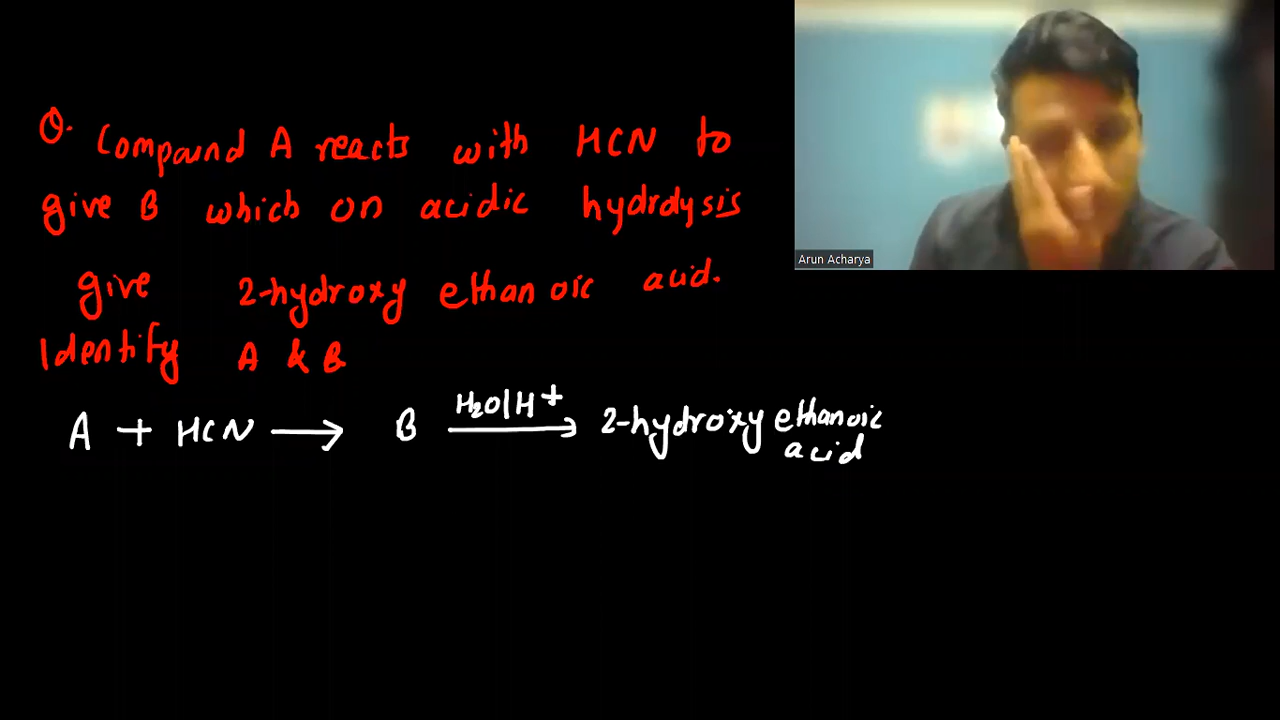 Q. Compound A reacts with HCN to
give B which on acidic hydrolysis
give 2-hydroxy ethanoic acid.
Identify A & B
A + HCN ⟶ B H2O/H+ ⟶ 2-hydroxy ethanoic
acid
Arun Acharya